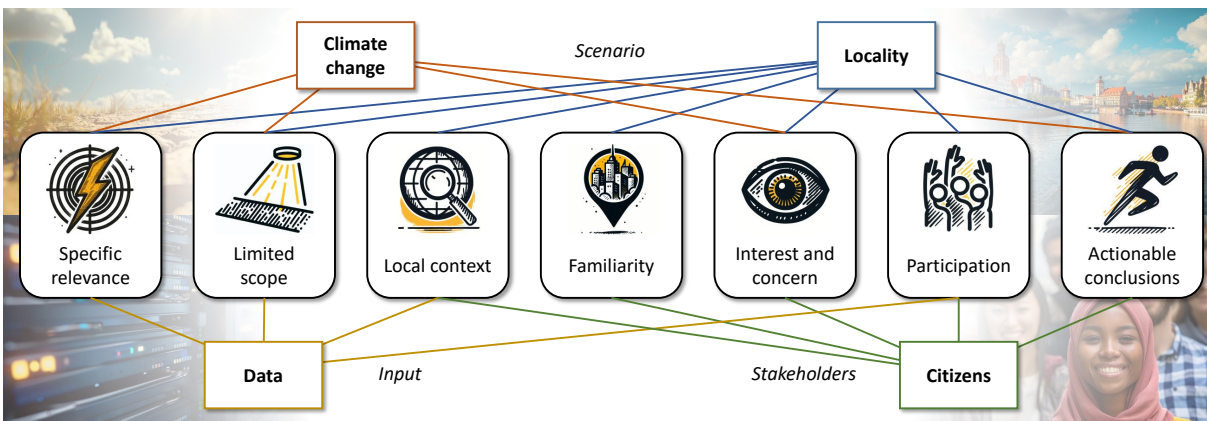 Climate
change
Scenario
Locality
Specific
relevance
Limited
scope
Local context
Familiarity
Interest and
concern
Participation
Actionable
conclusions
Data
Input
Stakeholders
Citizens